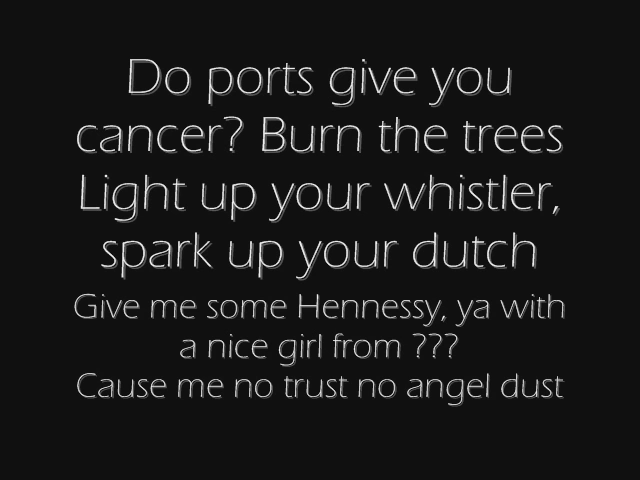 Do ports give you
cancer? Burn the trees
Light up your whistler,
spark up your dutch
Give me some Hennessy, ya with
a nice girl from ???
Cause me no trust no angel dust